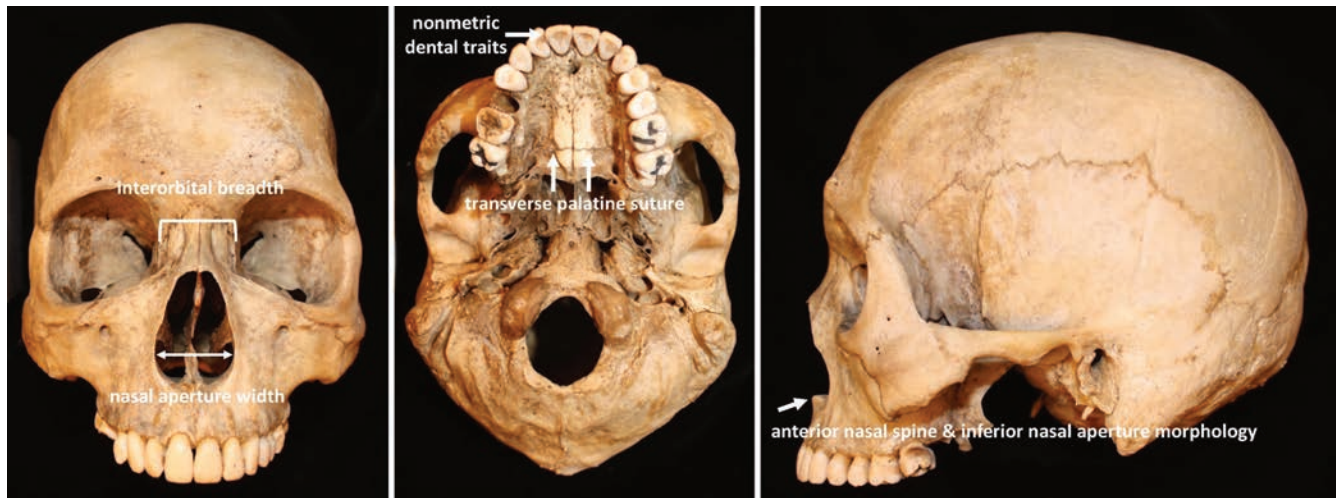 interorbital breadth
nasal aperture width
nonmetric
dental traits
transverse palatine suture
anterior nasal spine & inferior nasal aperture morphology